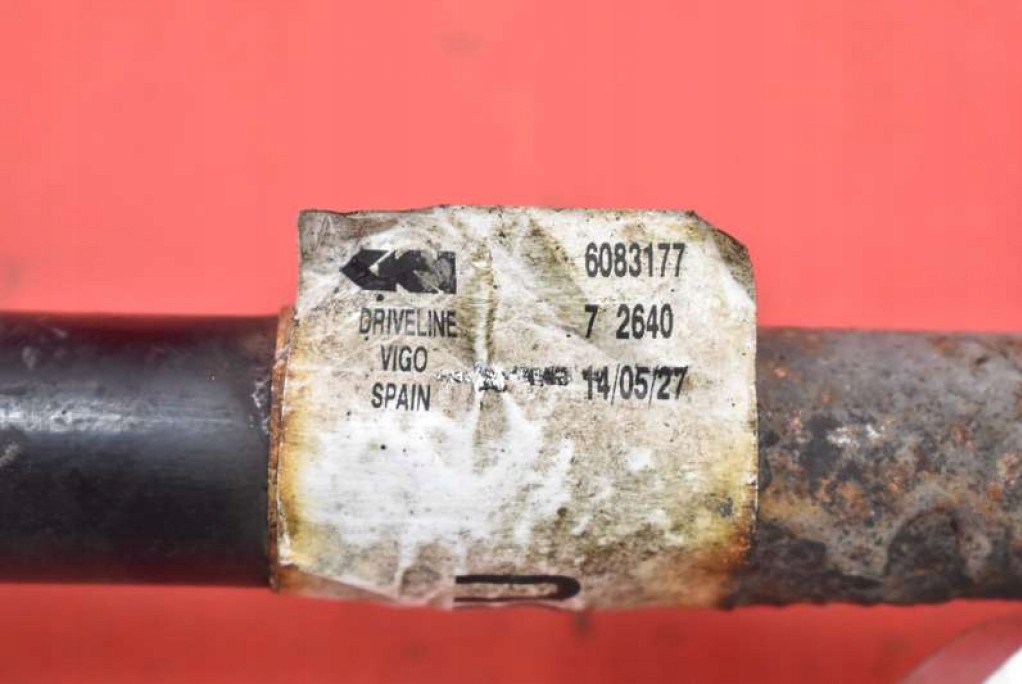 GKN
DRIVELINE
VIGO
SPAIN
6083177
7 2640
14/05/27